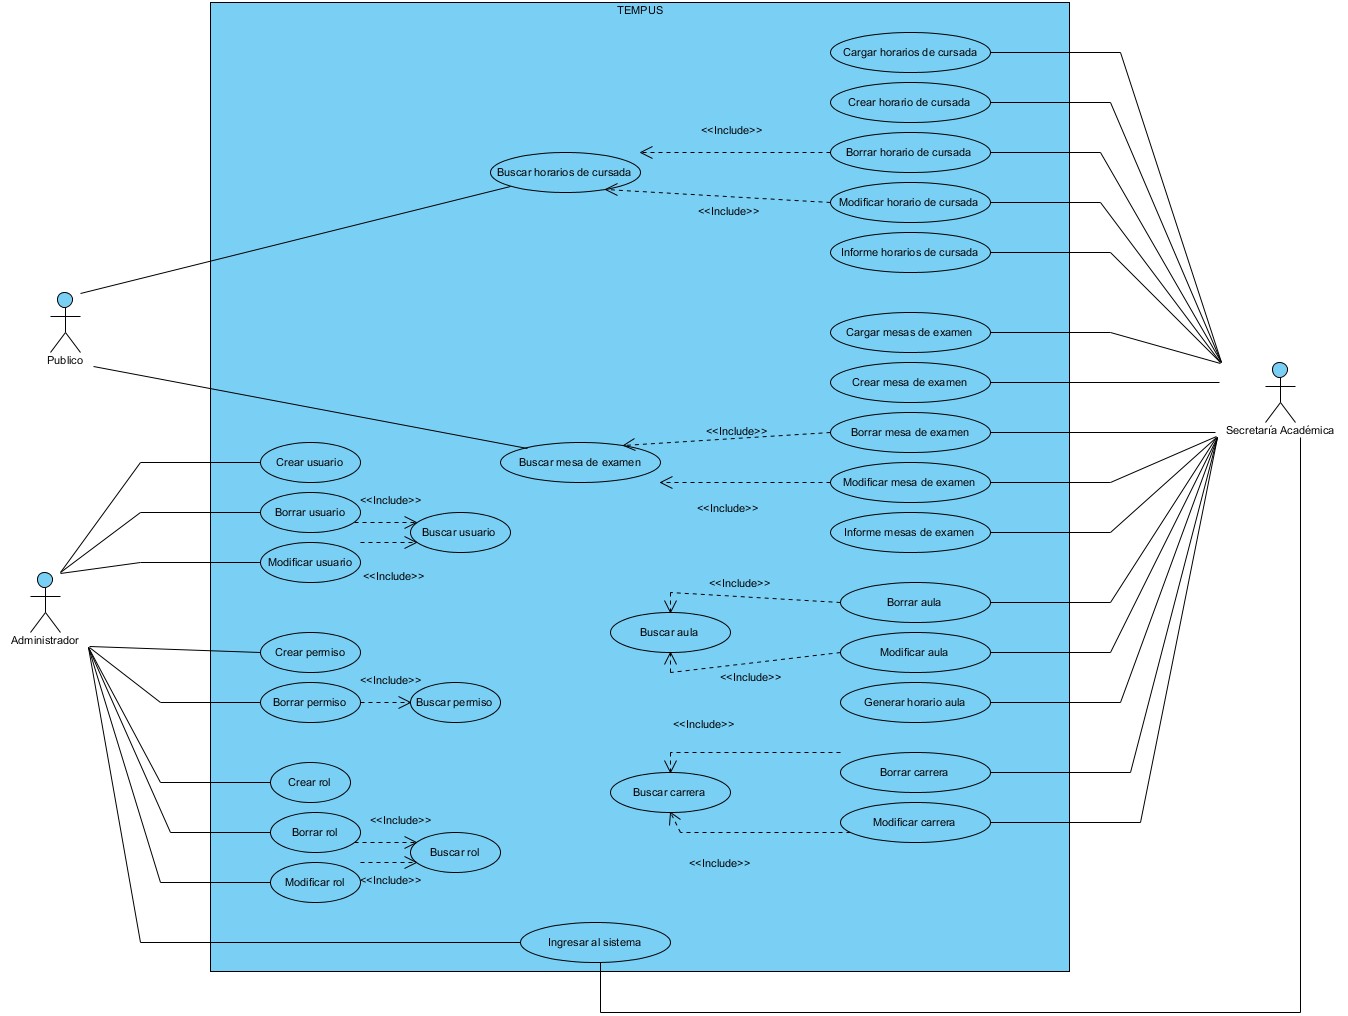 TEMPUS
Cargar horarios de cursada
Crear horario de cursada
<<Include>>
Borrar horario de cursada
Buscar horarios de cursada
Modificar horario de cursada
<<Include>>
Informe horarios de cursada
Publico
Cargar mesas de examen
Crear mesa de examen
<<Include>>
Borrar mesa de examen
Secretaría Académica
Crear usuario
Buscar mesa de examen
Modificar mesa de examen
<<Include>>
<<Include>>
Borrar usuario
Buscar usuario
Informe mesas de examen
Modificar usuario
<<Include>>
<<Include>>
Borrar aula
Administrador
Buscar aula
Crear permiso
Modificar aula
<<Include>>
<<Include>>
Borrar permiso
Buscar permiso
Generar horario aula
<<Include>>
Crear rol
Borrar carrera
Buscar carrera
<<Include>>
Modificar carrera
Borrar rol
Buscar rol
<<Include>>
Modificar rol
<<Include>>
Ingresar al sistema